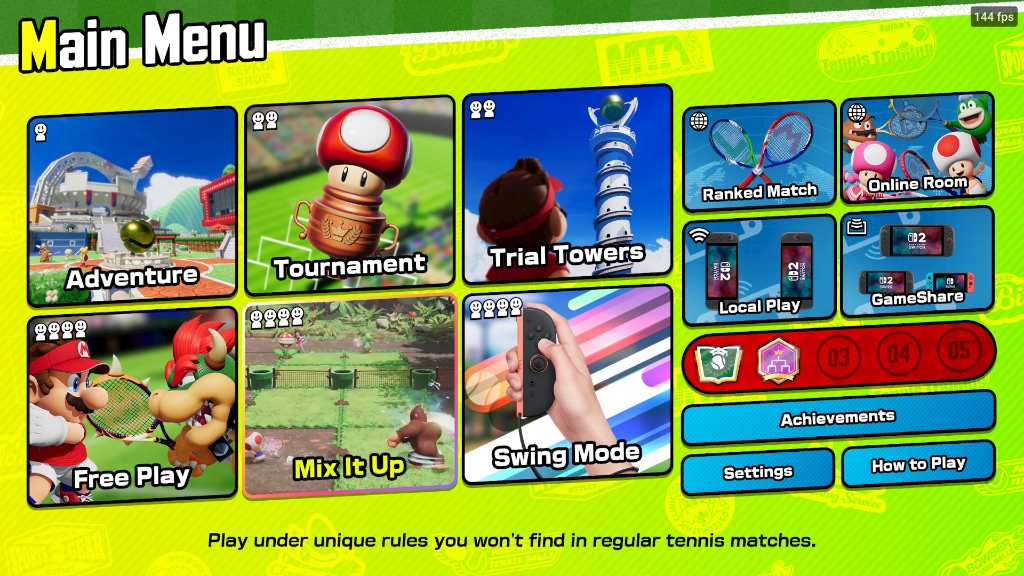 Main Menu
144 fps
Adventure
Tournament
Trial Towers
Ranked Match
Online Room
Local Play
GameShare
Free Play
Mix It Up
Swing Mode
03
04
05
Achievements
Settings
How to Play
Play under unique rules you won't find in regular tennis matches.